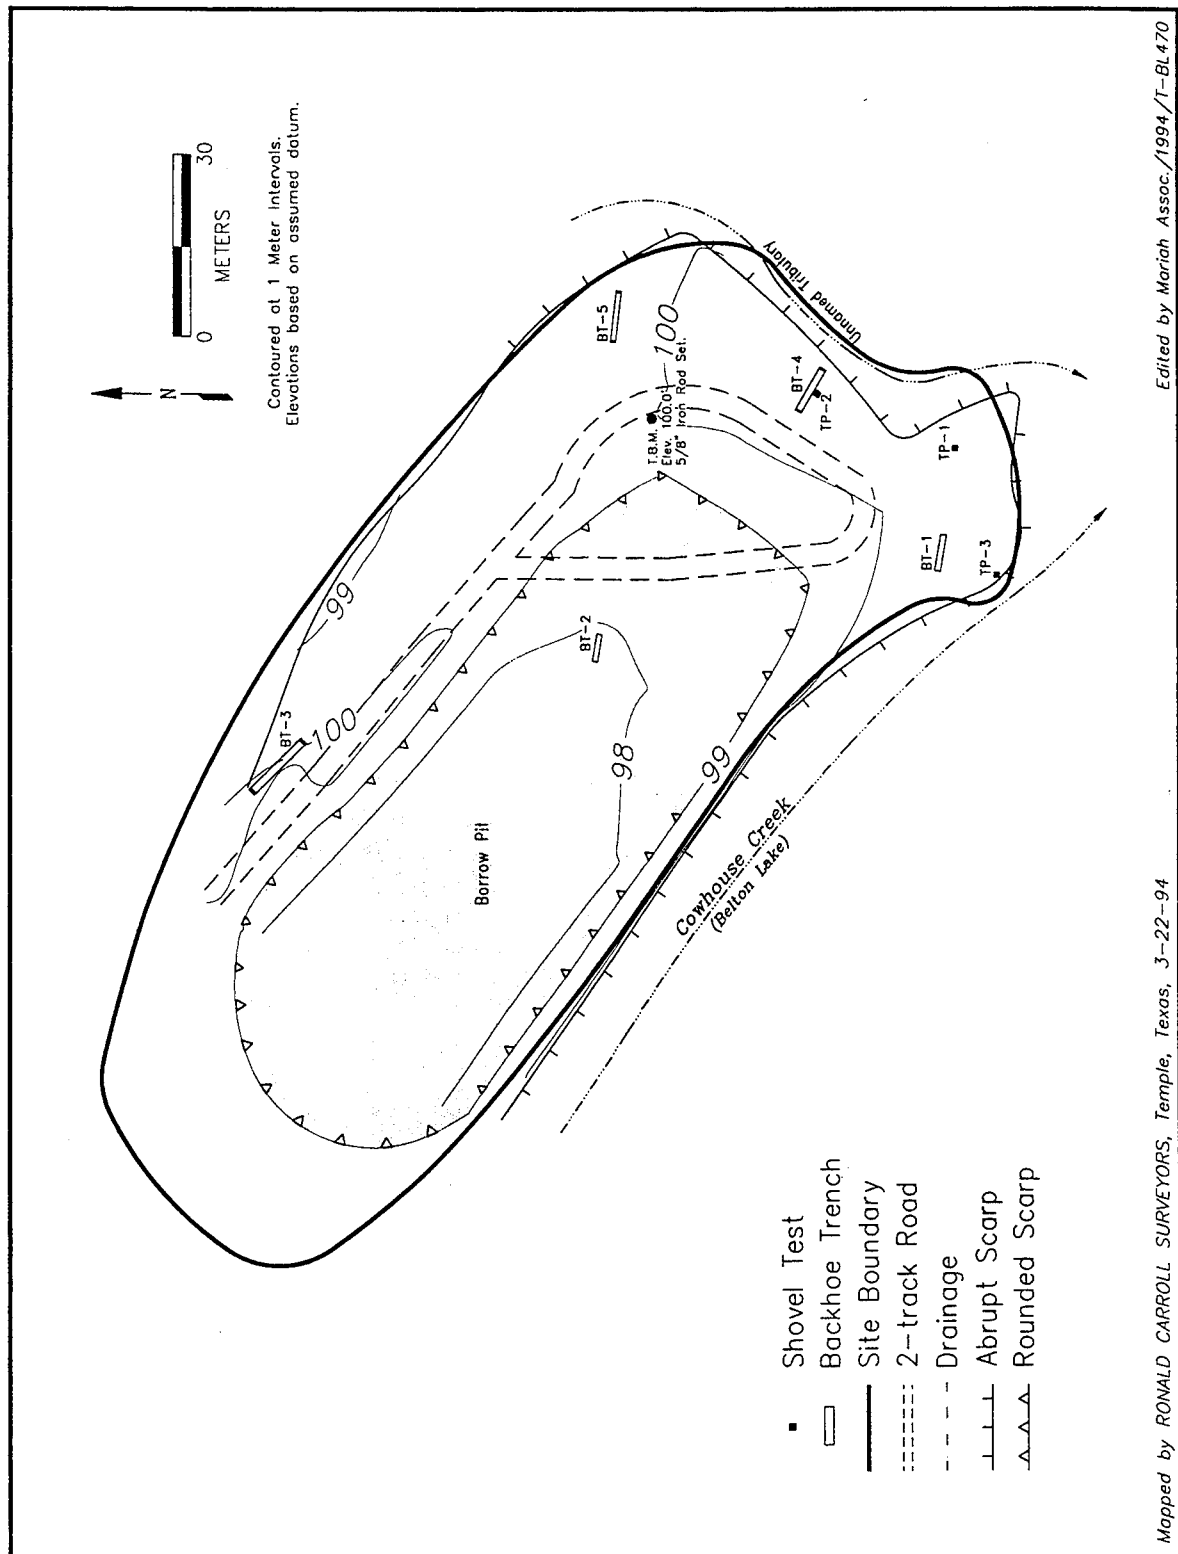 0
30
METERS
N
Contoured at 1 Meter Intervals.
Elevations based on assumed datum.
BT-3
100
99
BT-5
T.B.M.
Elev. 100.0'
5/8" Iron Rod Set.
100
BT-2
Borrow Pit
98
99
BT-4
TP-2
Unnamed Tributary
TP-1
BT-1
TP-3
Cowhouse Creek
(Belton Lake)
Shovel Test
Backhoe Trench
Site Boundary
2-track Road
Drainage
Abrupt Scarp
Rounded Scarp
Mapped by RONALD CARROLL SURVEYORS, Temple, Texas, 3-22-94
Edited by Mariah Assoc./1994/T-BL470